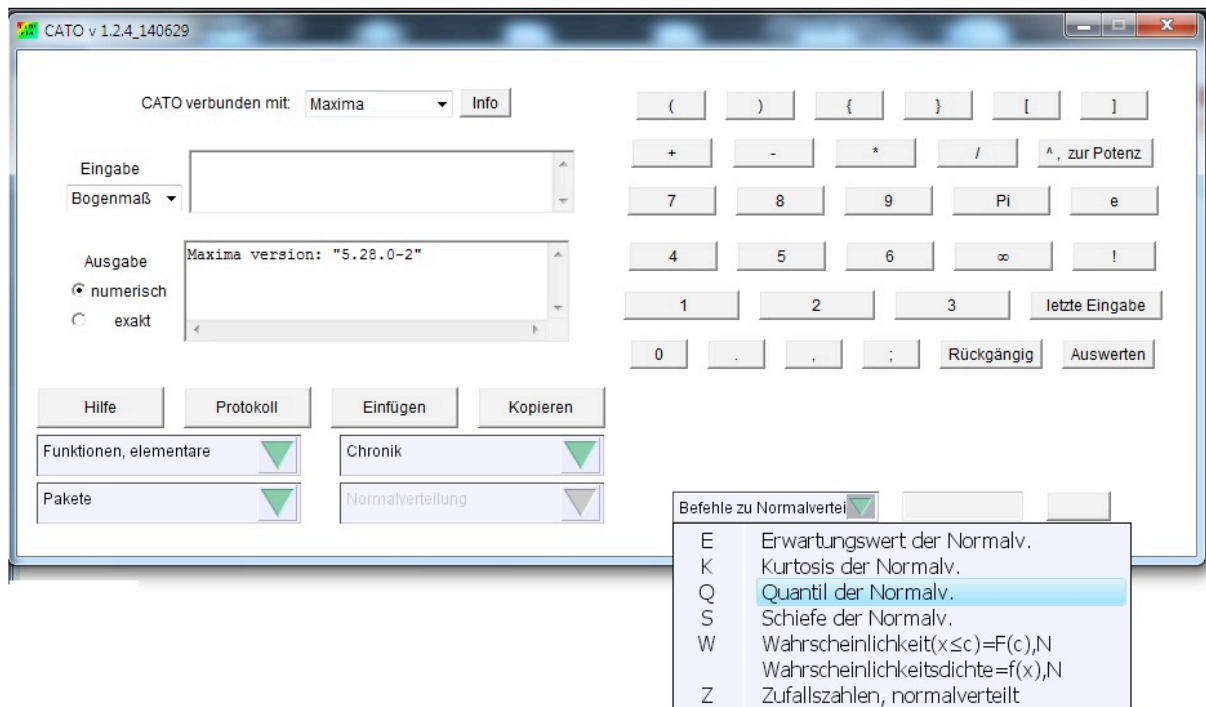 CATO v 1.2.4_140629
CATO verbunden mit: Maxima Info
Eingabe
Bogenmaß
Ausgabe
numerisch
exakt
Maxima version: "5.28.0-2"
( ) { } [ ]
+ - * / ^ , zur Potenz
7 8 9 Pi e
4 5 6 ∞ !
1 2 3 letzte Eingabe
0 . , ; Rückgängig Auswerten
Hilfe Protokoll Einfügen Kopieren
Funktionen, elementare Chronik
Pakete Normalverteilung
Befehle zu Normalvertei
E Erwartungswert der Normalv.
K Kurtosis der Normalv.
Q Quantil der Normalv.
S Schiefe der Normalv.
W Wahrscheinlichkeit(x≤c)=F(c),N
Wahrscheinlichkeitsdichte=f(x),N
Z Zufallszahlen, normalverteilt